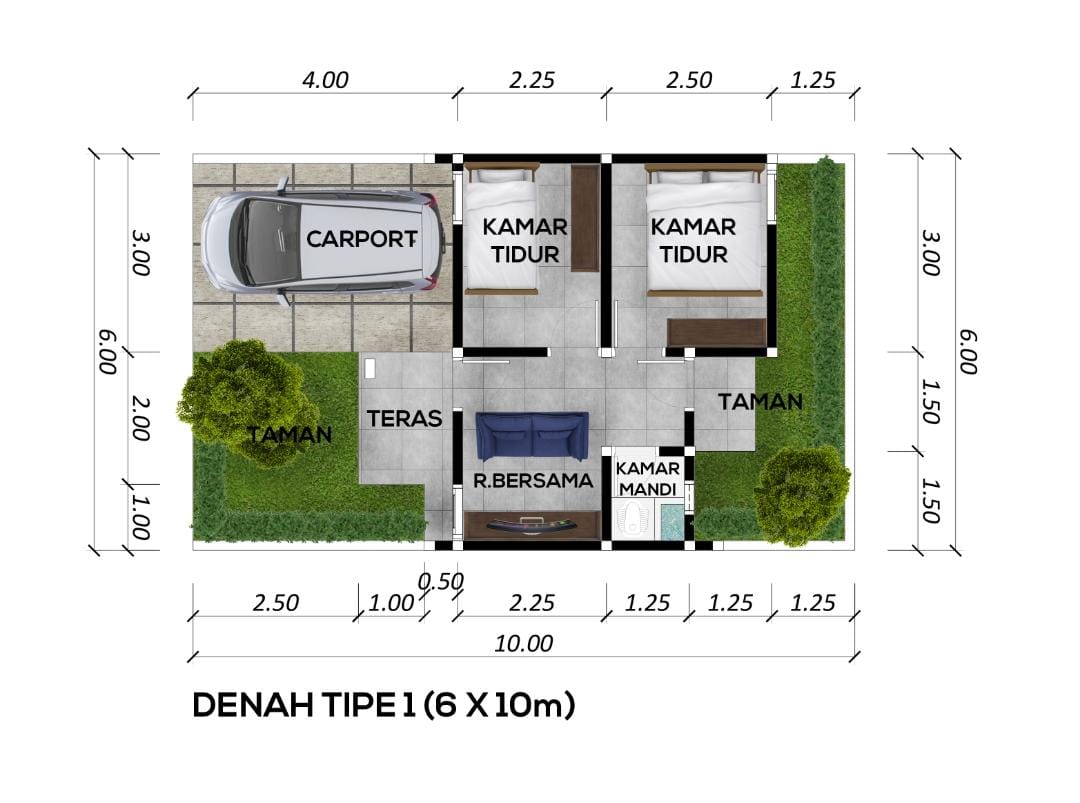 4.00
2.25
2.50
1.25
CARPORT
KAMAR
TIDUR
KAMAR
TIDUR
3.00
3.00
6.00
6.00
2.00
1.50
TAMAN
TERAS
TAMAN
R.BERSAMA
KAMAR
MANDI
1.00
1.50
0.50
2.50
1.00
2.25
1.25
1.25
1.25
10.00
DENAH TIPE 1 (6 X 10m)